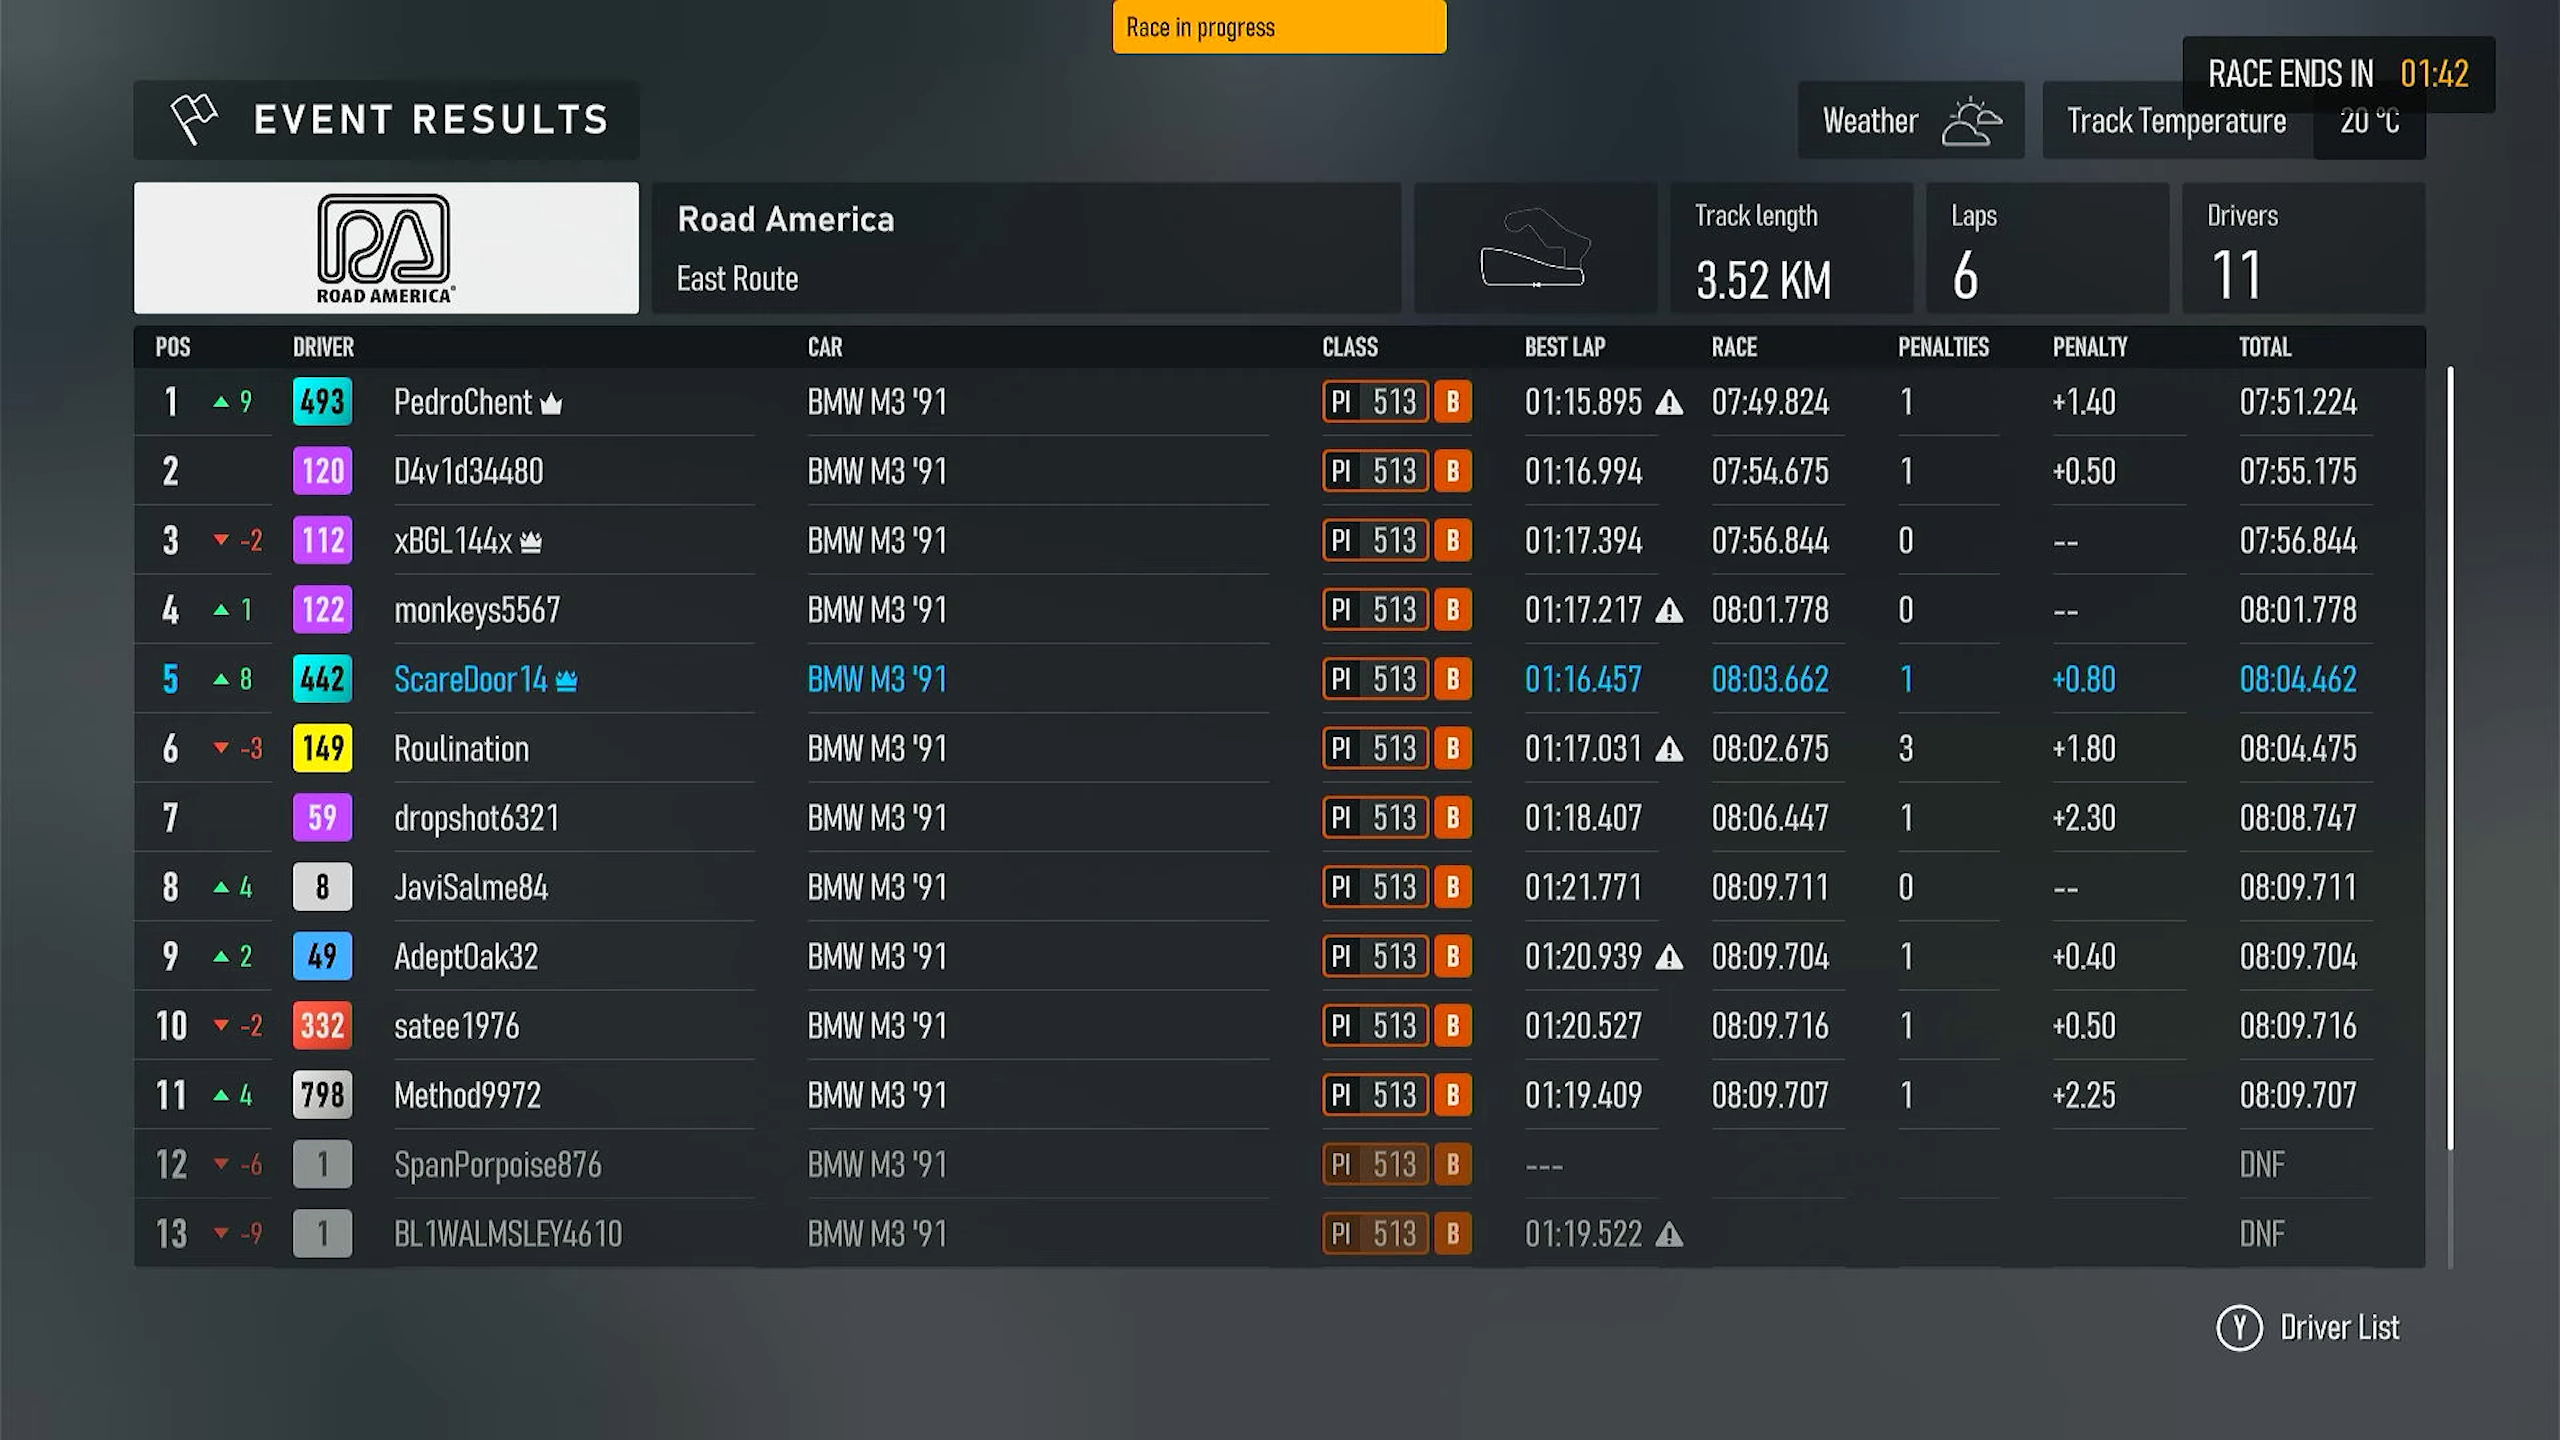 Race in progress
RACE ENDS IN 01:42
EVENT RESULTS
Weather Track Temperature 20 °C
ROAD AMERICA®
Road America
East Route
Track length
3.52 KM
Laps
6
Drivers
11
POS DRIVER CAR CLASS BEST LAP RACE PENALTIES PENALTY TOTAL
1 ▲ 9 493 PedroChent BMW M3 '91 PI 513 B 01:15.895 07:49.824 1 +1.40 07:51.224
2 120 D4v1d34480 BMW M3 '91 PI 513 B 01:16.994 07:54.675 1 +0.50 07:55.175
3 ▼ -2 112 xBGL144x BMW M3 '91 PI 513 B 01:17.394 07:56.844 0 -- 07:56.844
4 ▲ 1 122 monkeys5567 BMW M3 '91 PI 513 B 01:17.217 08:01.778 0 -- 08:01.778
5 ▲ 8 442 ScareDoor14 BMW M3 '91 PI 513 B 01:16.457 08:03.662 1 +0.80 08:04.462
6 ▼ -3 149 Roulination BMW M3 '91 PI 513 B 01:17.031 08:02.675 3 +1.80 08:04.475
7 59 dropshot6321 BMW M3 '91 PI 513 B 01:18.407 08:06.447 1 +2.30 08:08.747
8 ▲ 4 8 JaviSalme84 BMW M3 '91 PI 513 B 01:21.771 08:09.711 0 -- 08:09.711
9 ▲ 2 49 AdeptOak32 BMW M3 '91 PI 513 B 01:20.939 08:09.704 1 +0.40 08:09.704
10 ▼ -2 332 satee1976 BMW M3 '91 PI 513 B 01:20.527 08:09.716 1 +0.50 08:09.716
11 ▲ 4 798 Method9972 BMW M3 '91 PI 513 B 01:19.409 08:09.707 1 +2.25 08:09.707
12 ▼ -6 1 SpanPorpoise876 BMW M3 '91 PI 513 B --- DNF
13 ▼ -9 1 BL1WALMSLEY4610 BMW M3 '91 PI 513 B 01:19.522 DNF
Y Driver List